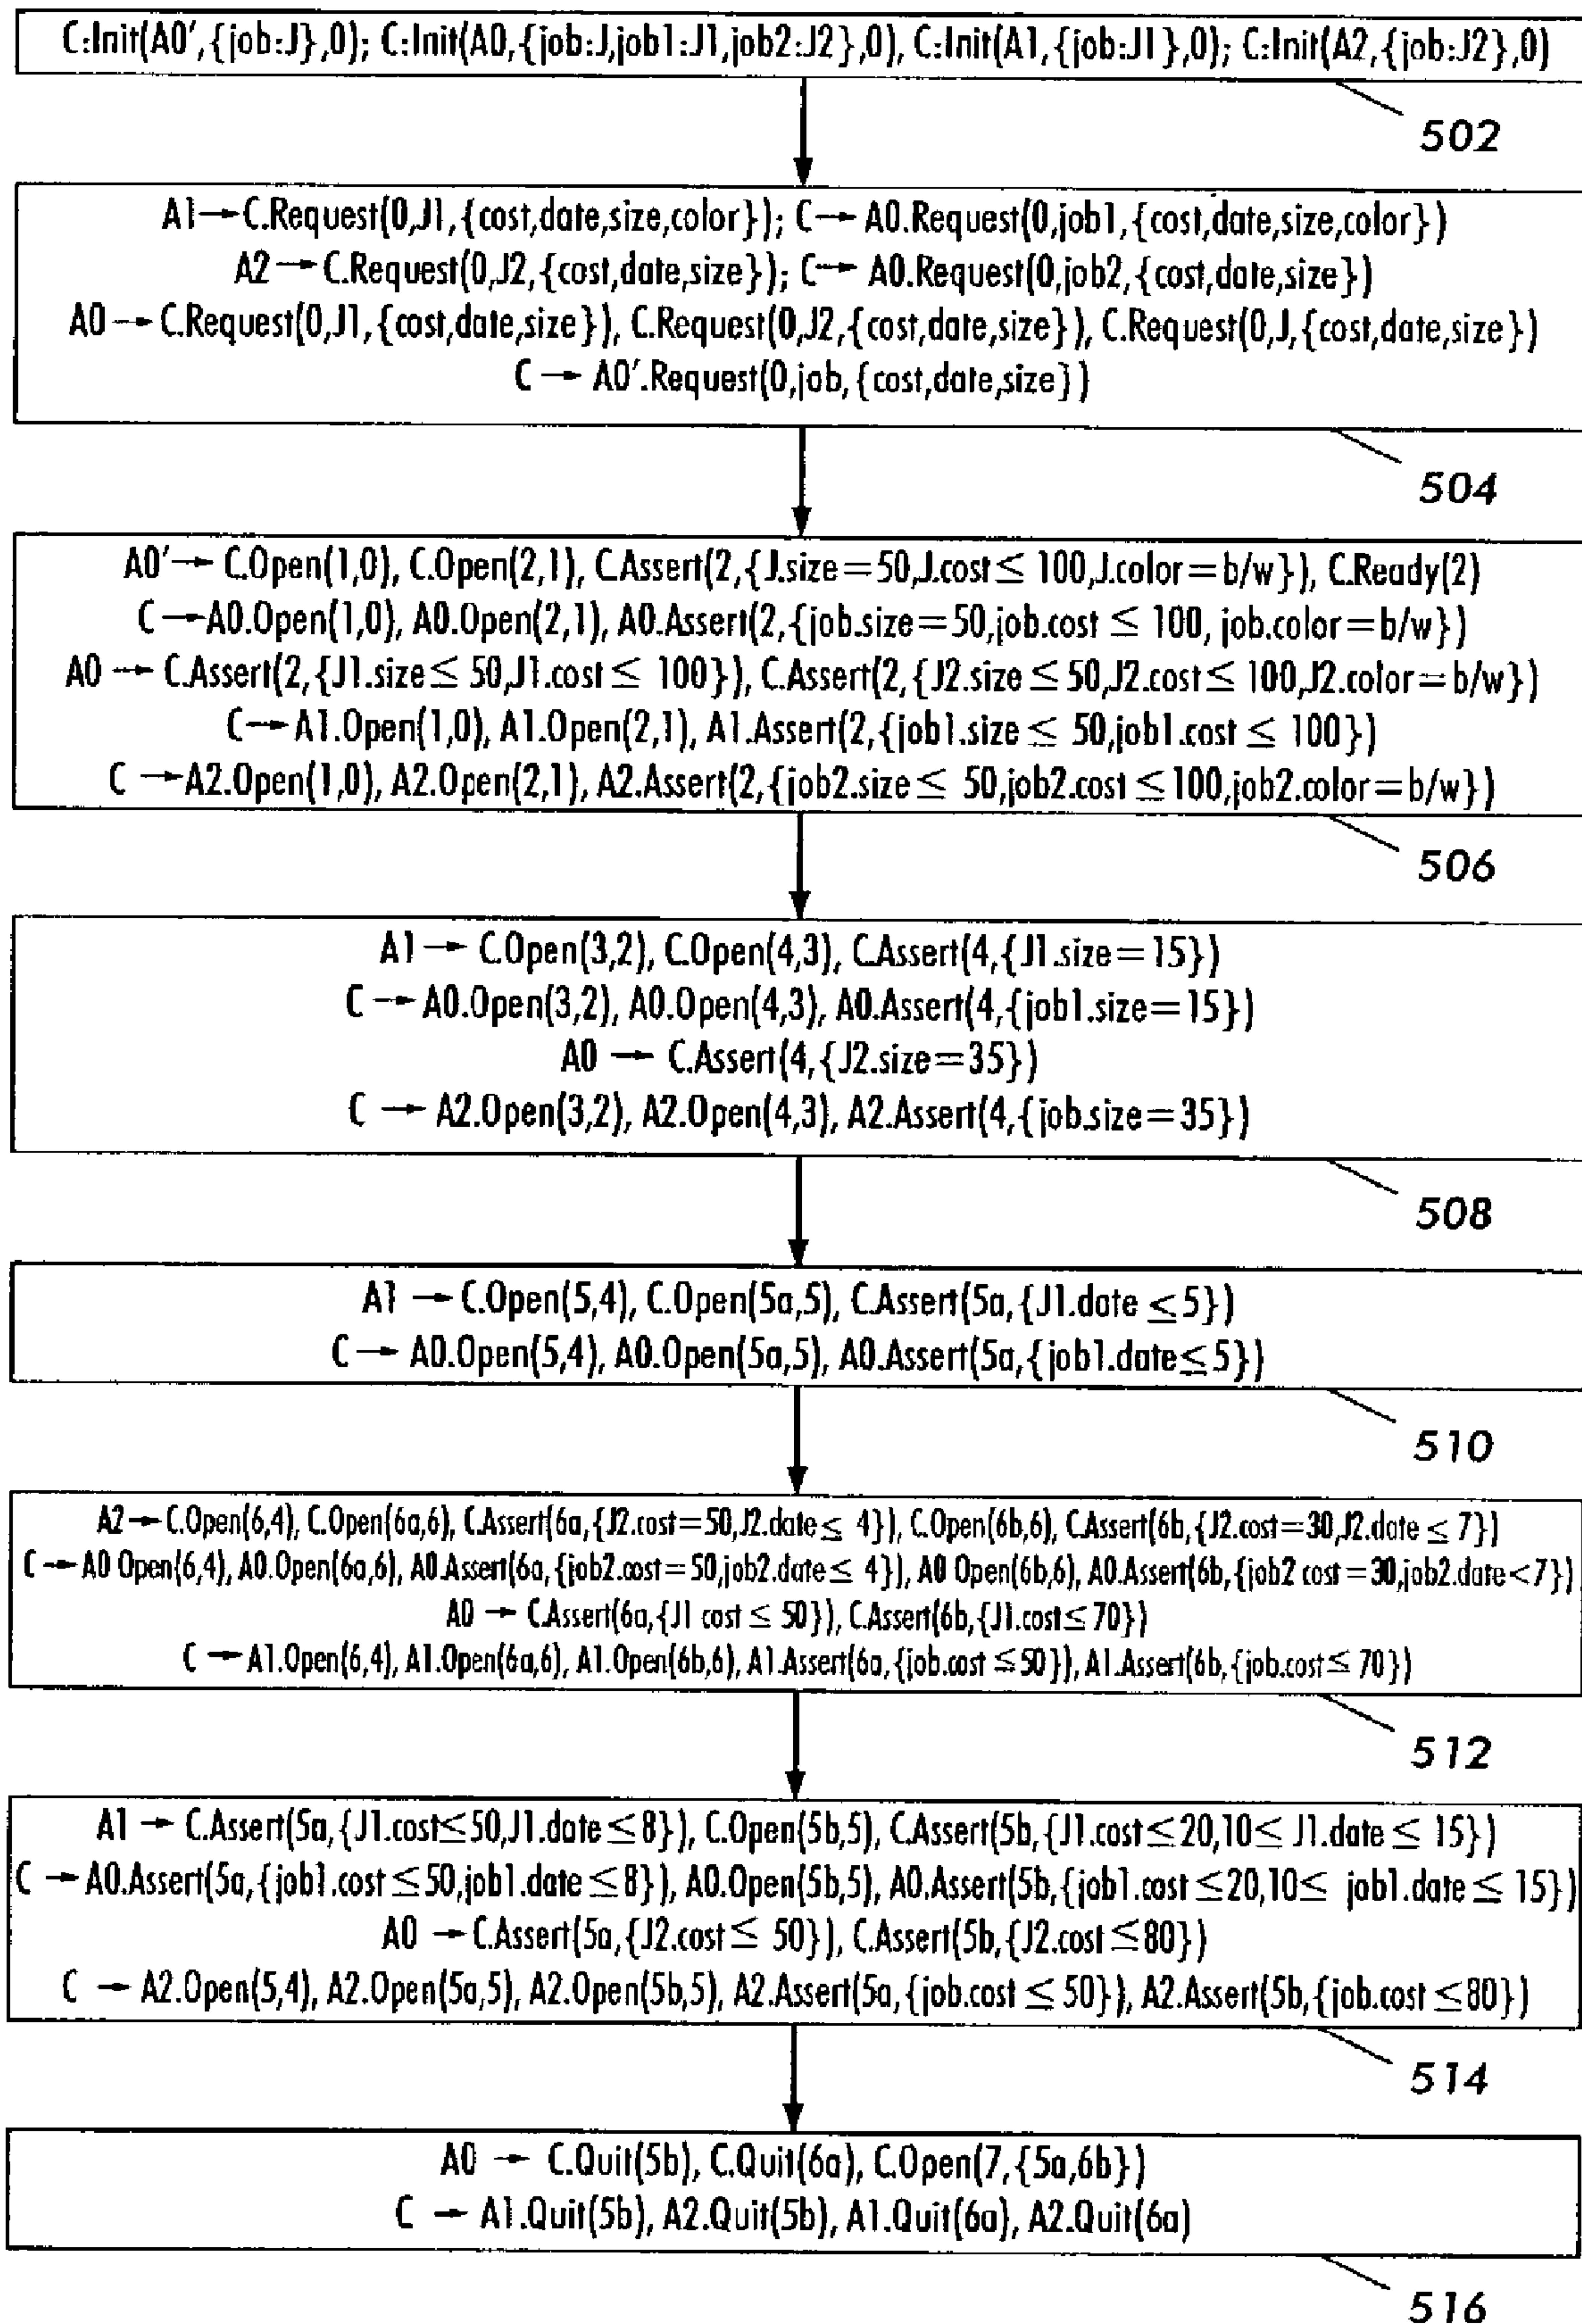 C:Init(A0′,{job:J},0); C:Init(A0,{job:J,job1:J1,job2:J2},0), C:Init(A1,{job:J1},0); C:Init(A2,{job:J2},0)
502
A1→C.Request(0,J1,{cost,date,size,color}); C→ A0.Request(0,job1,{cost,date,size,color})
A2→C.Request(0,J2,{cost,date,size}); C→ A0.Request(0,job2,{cost,date,size})
A0→C.Request(0,J1,{cost,date,size}), C.Request(0,J2,{cost,date,size}), C.Request(0,J,{cost,date,size})
C → A0′.Request(0,job,{cost,date,size})
504
A0′→ C.Open(1,0), C.Open(2,1), C.Assert(2,{J.size=50,J.cost≤ 100,J.color=b/w}), C.Ready(2)
C→A0.Open(1,0), A0.Open(2,1), A0.Assert(2,{job.size=50,job.cost ≤ 100, job.color=b/w})
A0 → C.Assert(2,{J1.size≤ 50,J1.cost ≤ 100}), C.Assert(2,{J2.size ≤50,J2.cost≤ 100,J2.color=b/w})
C→A1.Open(1,0), A1.Open(2,1), A1.Assert(2,{job1.size ≤ 50,job1.cost ≤ 100})
C →A2.Open(1,0), A2.Open(2,1), A2.Assert(2,{job2.size≤ 50,job2.cost ≤100,job2.color=b/w})
506
A1 → C.Open(3,2), C.Open(4,3), C.Assert(4,{J1.size=15})
C → A0.Open(3,2), A0.Open(4,3), A0.Assert(4,{job1.size=15})
A0 → C.Assert(4,{J2.size=35})
C → A2.Open(3,2), A2.Open(4,3), A2.Assert(4,{job.size=35})
508
A1 → C.Open(5,4), C.Open(5a,5), C.Assert(5a,{J1.date ≤5})
C → A0.Open(5,4), A0.Open(5a,5), A0.Assert(5a,{job1.date≤5})
510
A2→C.Open(6,4), C.Open(6a,6), C.Assert(6a,{J2.cost=50,J2.date≤ 4}), C.Open(6b,6), C.Assert(6b,{J2.cost=30,J2.date ≤ 7})
C→A0 Open(6,4), A0.Open(6a,6), A0.Assert(6a,{job2.cost=50,job2.date≤ 4}), A0 Open(6b,6), A0.Assert(6b,{job2 cost=30,job2.date<7})
A0 → C.Assert(6a,{J1 cost ≤ 50}), C.Assert(6b,{J1.cost≤70})
C →A1.Open(6,4), A1.Open(6a,6), A1.Open(6b,6), A1.Assert(6a,{job.cost ≤50}), A1.Assert(6b,{job.cost≤ 70})
512
A1 → C.Assert(5a,{J1.cost≤50,J1.date≤8}), C.Open(5b,5), C.Assert(5b,{J1.cost≤20,10≤ J1.date ≤ 15})
C →A0.Assert(5a,{job1.cost≤50,job1.date≤8}), A0.Open(5b,5), A0.Assert(5b,{job1.cost≤20,10≤ job1.date ≤ 15})
A0 →C.Assert(5a,{J2.cost≤ 50}), C.Assert(5b,{J2.cost≤80})
C → A2.Open(5,4), A2.Open(5a,5), A2.Open(5b,5), A2.Assert(5a,{job.cost ≤ 50}), A2.Assert(5b,{job.cost ≤80})
514
A0 → C.Quit(5b), C.Quit(6a), C.Open(7,{5a,6b})
C → A1.Quit(5b), A2.Quit(5b), A1.Quit(6a), A2.Quit(6a)
516